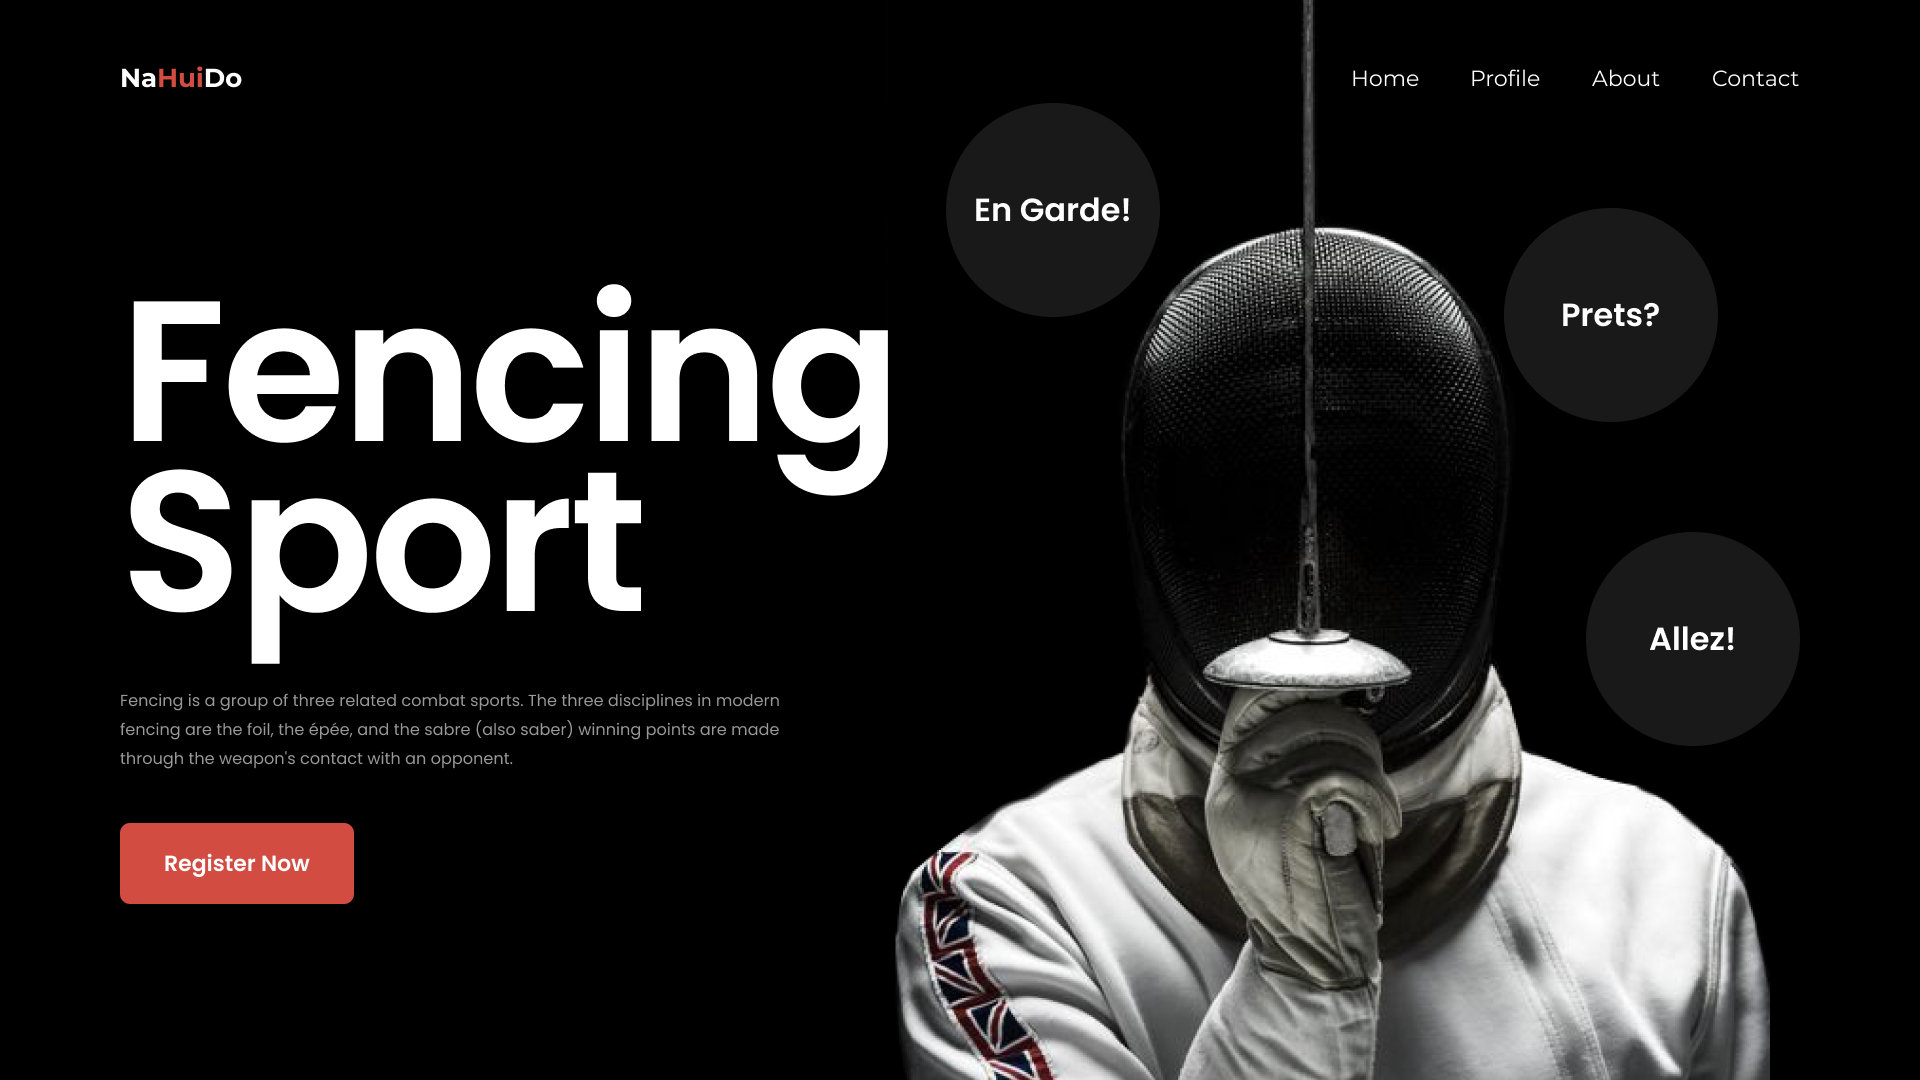 NaHuiDo
Home
Profile
About
Contact
En Garde!
Prets?
Fencing
Sport
Allez!
Fencing is a group of three related combat sports. The three disciplines in modern
fencing are the foil, the épée, and the sabre (also saber) winning points are made
through the weapon's contact with an opponent.
Register Now